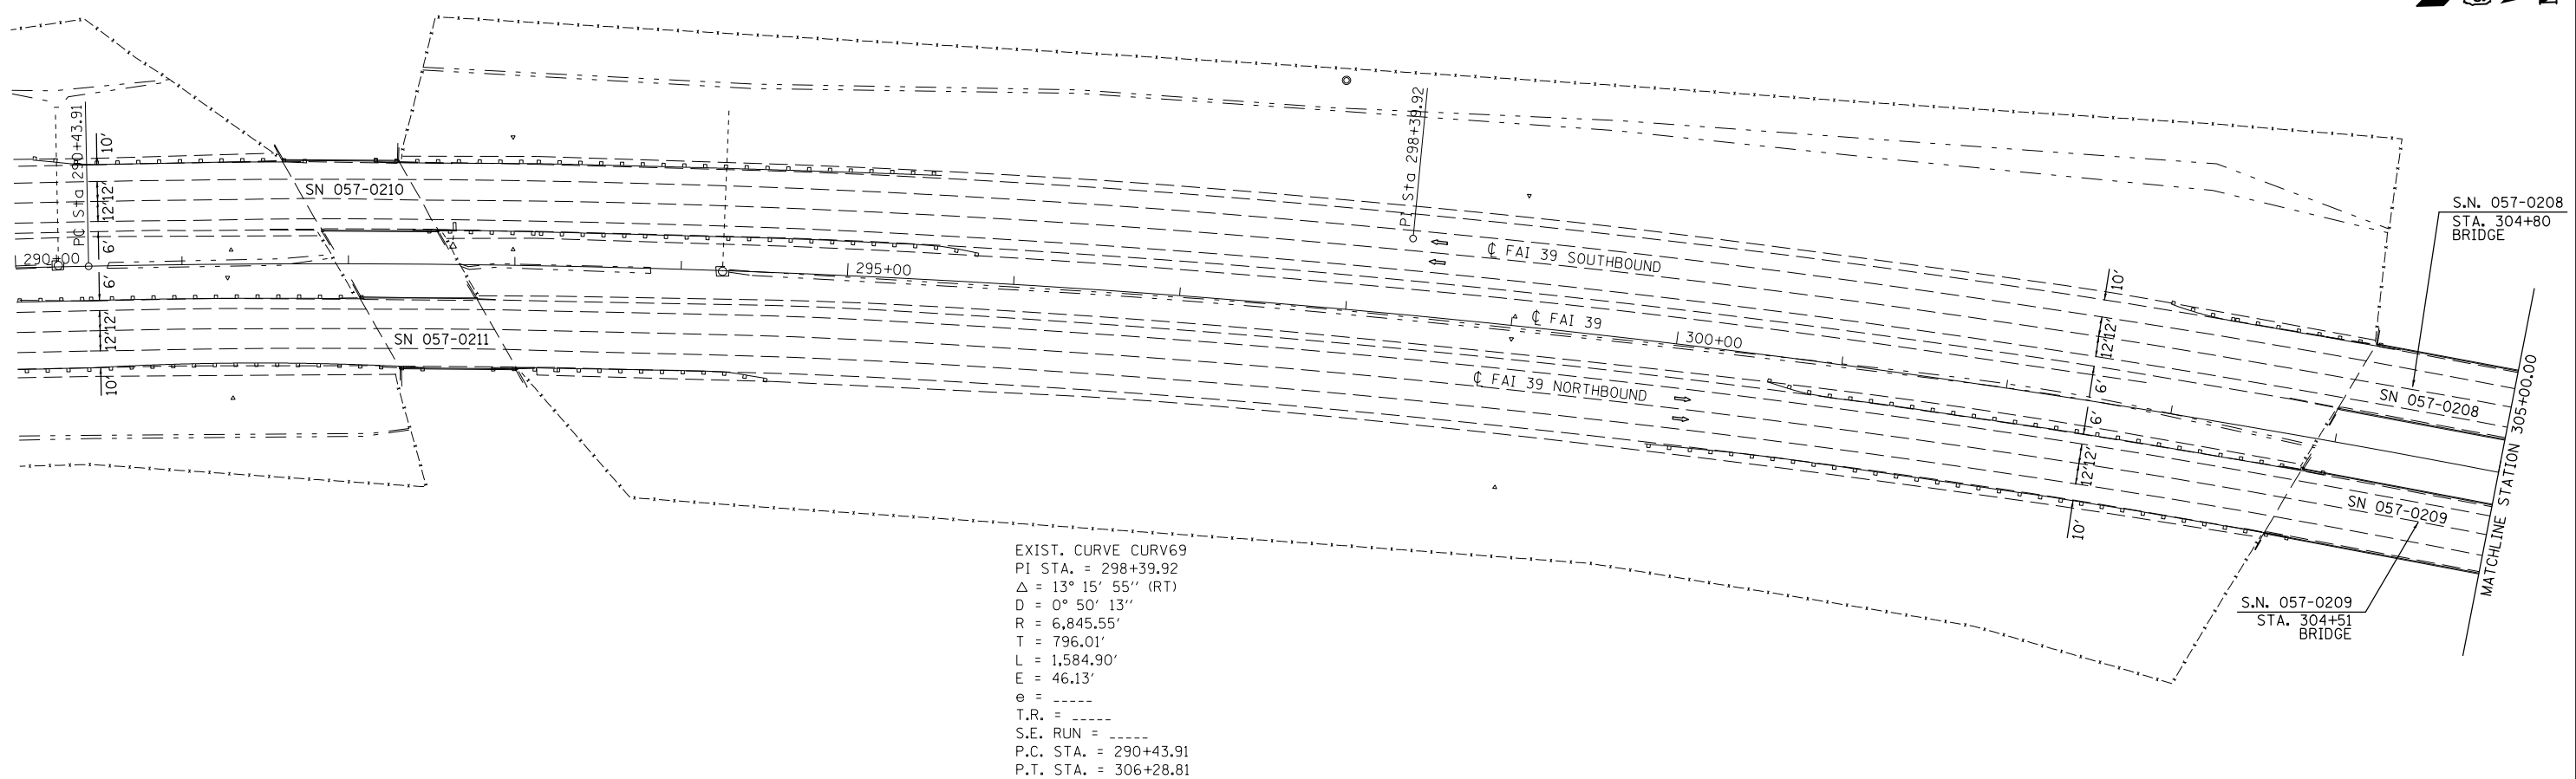 PC Sta 290+43.91
10'
12'12'
6'
290+00
6'
12'12'
10'
SN 057-0210
SN 057-0211
295+00
PI Sta 298+39.92
℄ FAI 39 SOUTHBOUND
℄ FAI 39
300+00
℄ FAI 39 NORTHBOUND
10'
12'12'
6'
6'
12'12'
10'
S.N. 057-0208
STA. 304+80
BRIDGE
SN 057-0208
SN 057-0209
S.N. 057-0209
STA. 304+51
BRIDGE
MATCHLINE STATION 305+00.00
EXIST. CURVE CURV69
PI STA. = 298+39.92
△ = 13° 15' 55'' (RT)
D = 0° 50' 13''
R = 6,845.55'
T = 796.01'
L = 1,584.90'
E = 46.13'
e = _____
T.R. = _____
S.E. RUN = _____
P.C. STA. = 290+43.91
P.T. STA. = 306+28.81